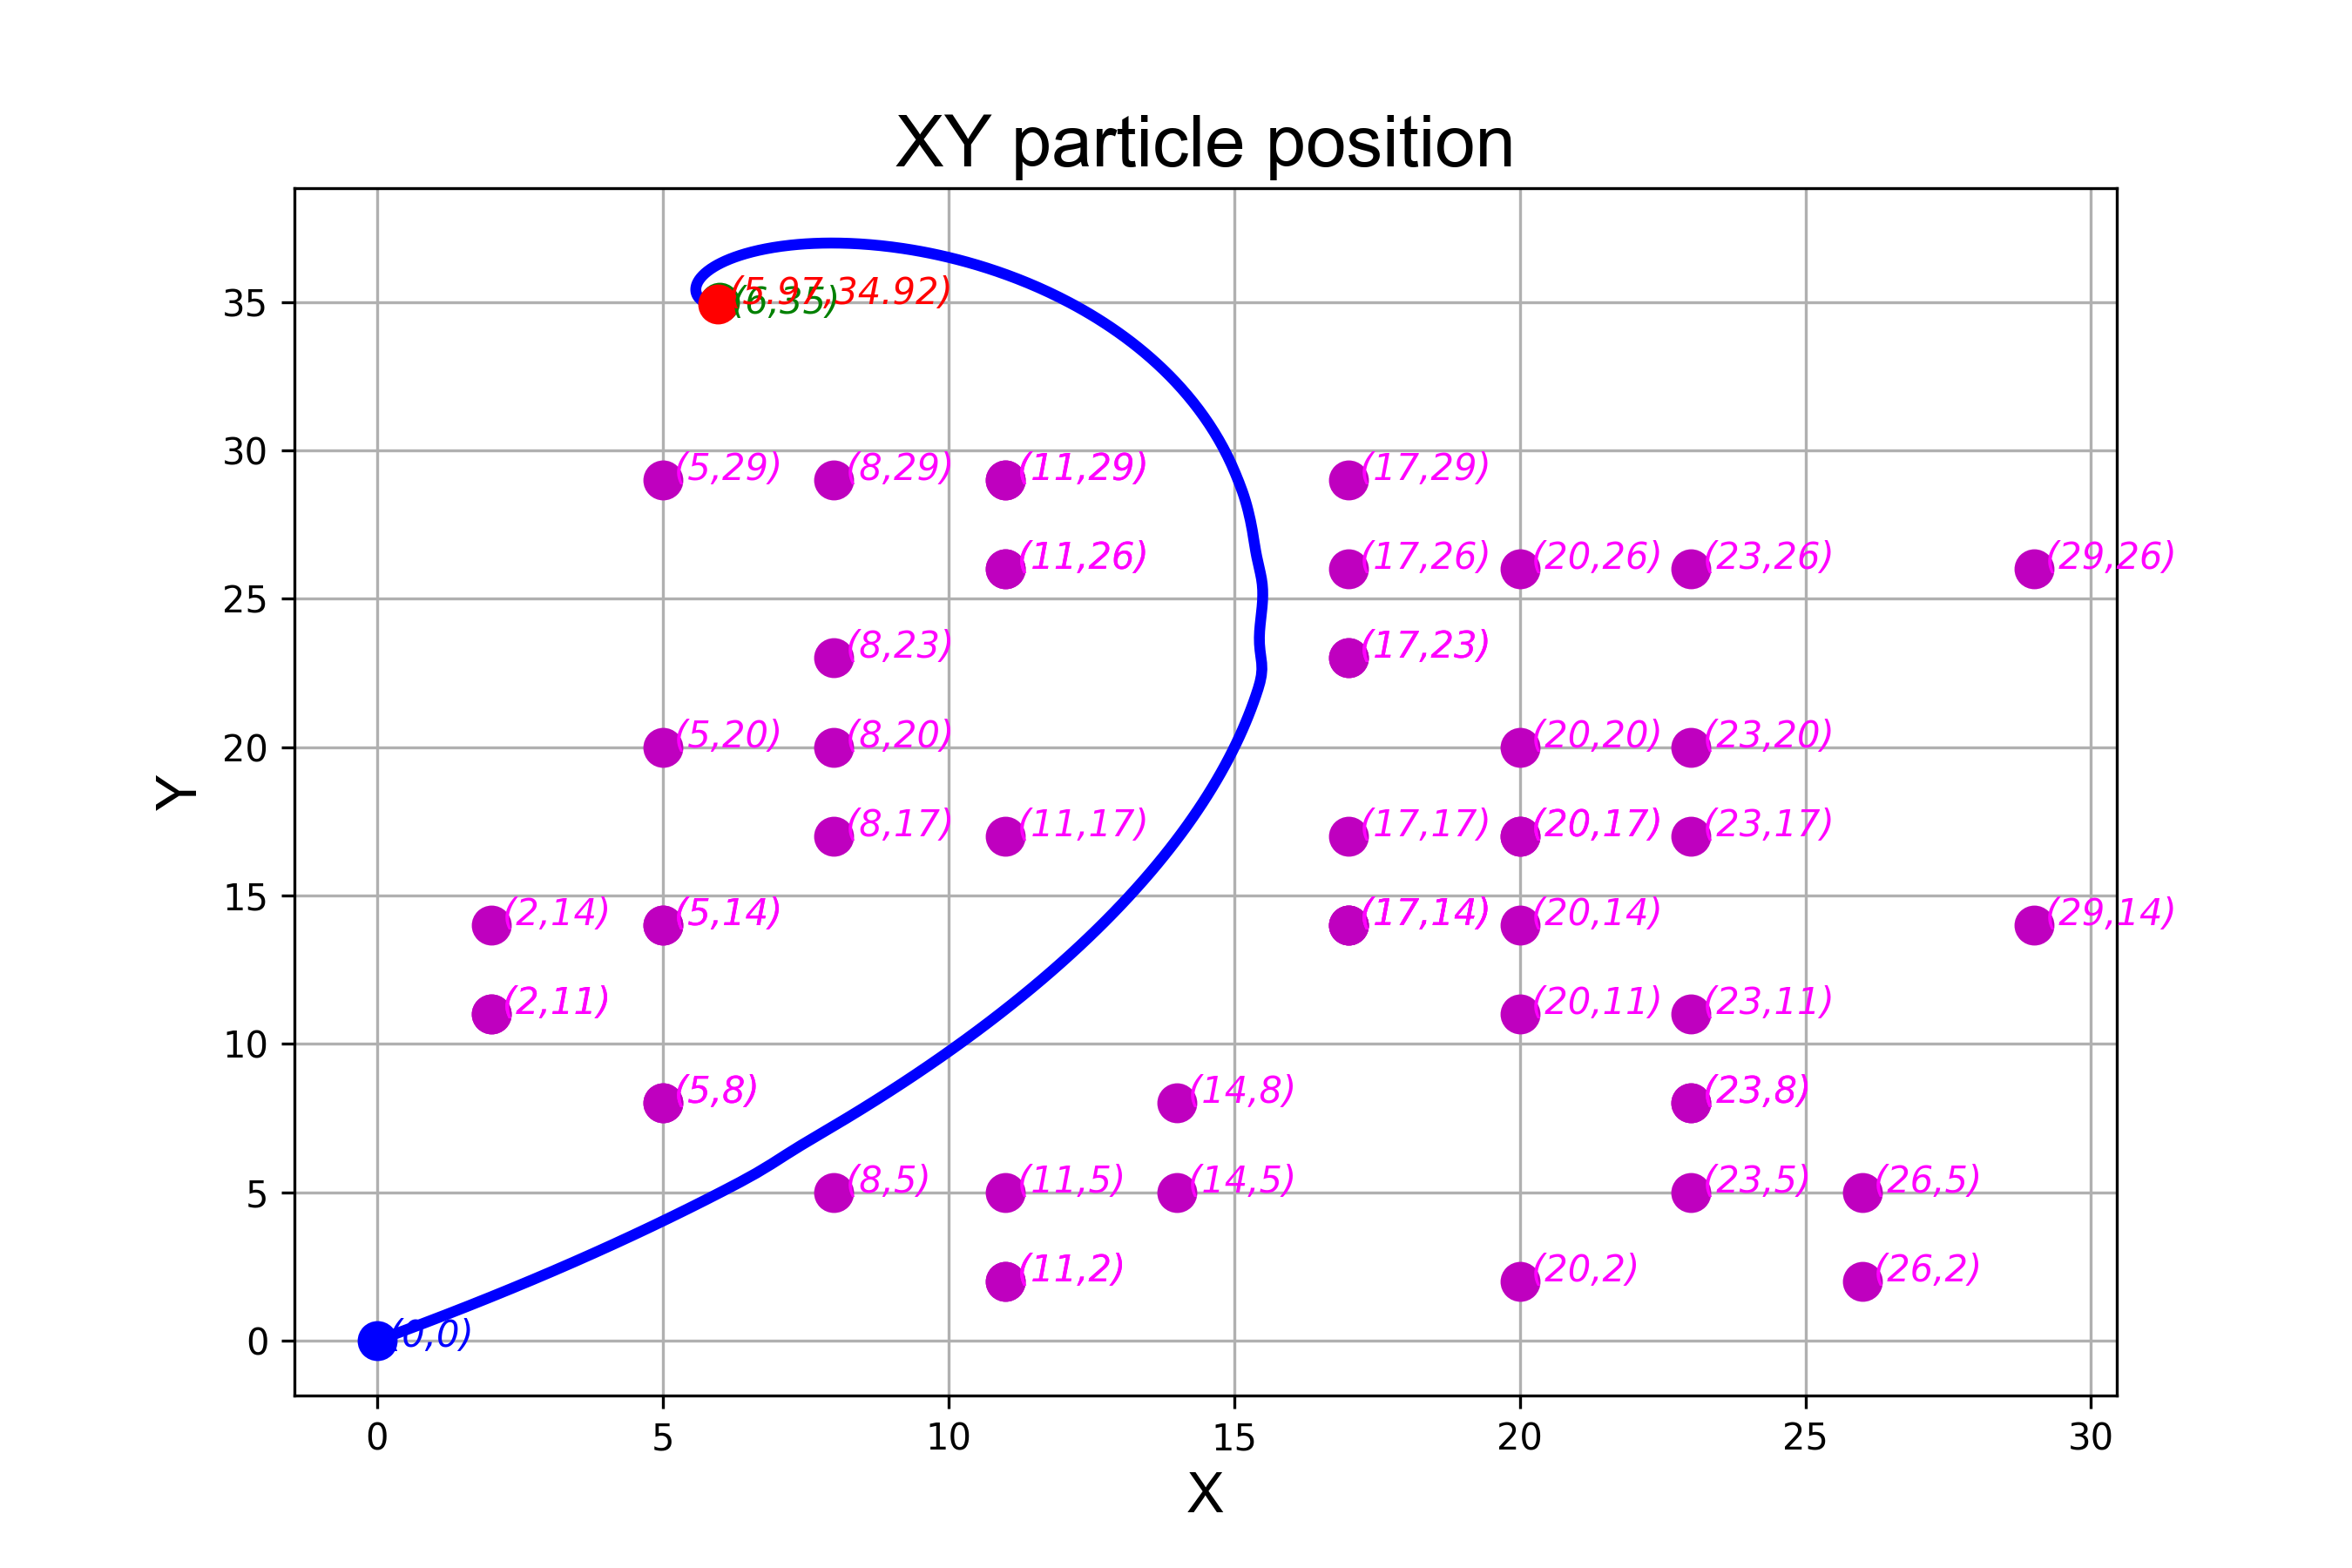 XY particle position
35
(5.97,34.92)
(6,35)
30
(5,29) (8,29) (11,29) (17,29)
(11,26) (17,26) (20,26) (23,26) (29,26)
25
(8,23) (17,23)
20
(5,20) (8,20) (20,20) (23,20)
Y
(8,17) (11,17) (17,17) (20,17) (23,17)
15
(2,14) (5,14) (17,14) (20,14) (29,14)
(2,11) (20,11) (23,11)
10
(5,8) (14,8) (23,8)
5
(8,5) (11,5) (14,5) (23,5) (26,5)
(11,2) (20,2) (26,2)
0
(0,0)
0 5 10 15 20 25 30
X